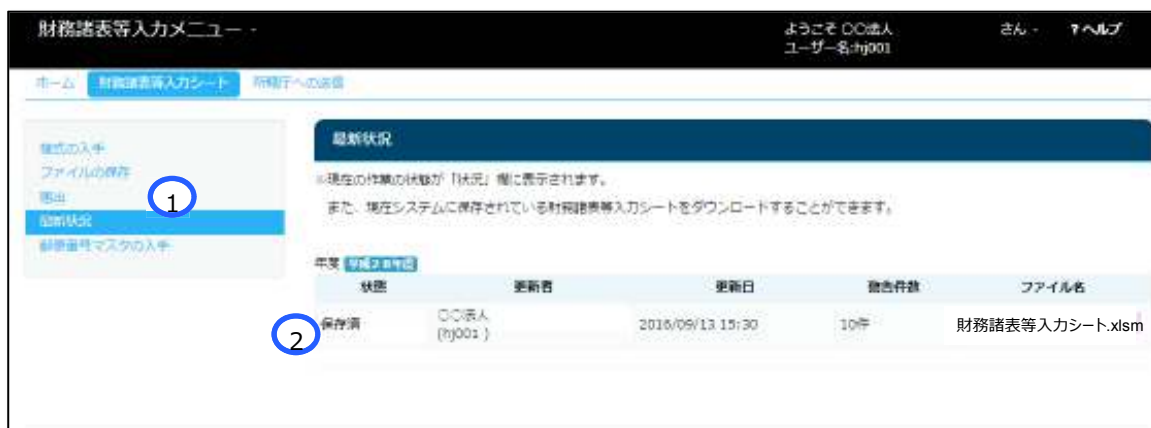 財務諸表等入力メニュー -
ようこそ 〇〇法人 さん -
?ヘルプ
ユーザー名:hj001
ホーム
財務諸表等入力シート
所轄庁への送信
様式の入手
ファイルの保存
届出
最新状況
郵便番号マスタの入手
1
最新状況
※現在の作業の状態が「状況」欄に表示されます。
また、現在システムに保存されている財務諸表等入力シートをダウンロードすることができます。
年度 平成28年度
状態 更新者 更新日 警告件数 ファイル名
2
保存済 〇〇法人 (hj001 ) 2016/09/13 15:30 10件 財務諸表等入力シート.xlsm